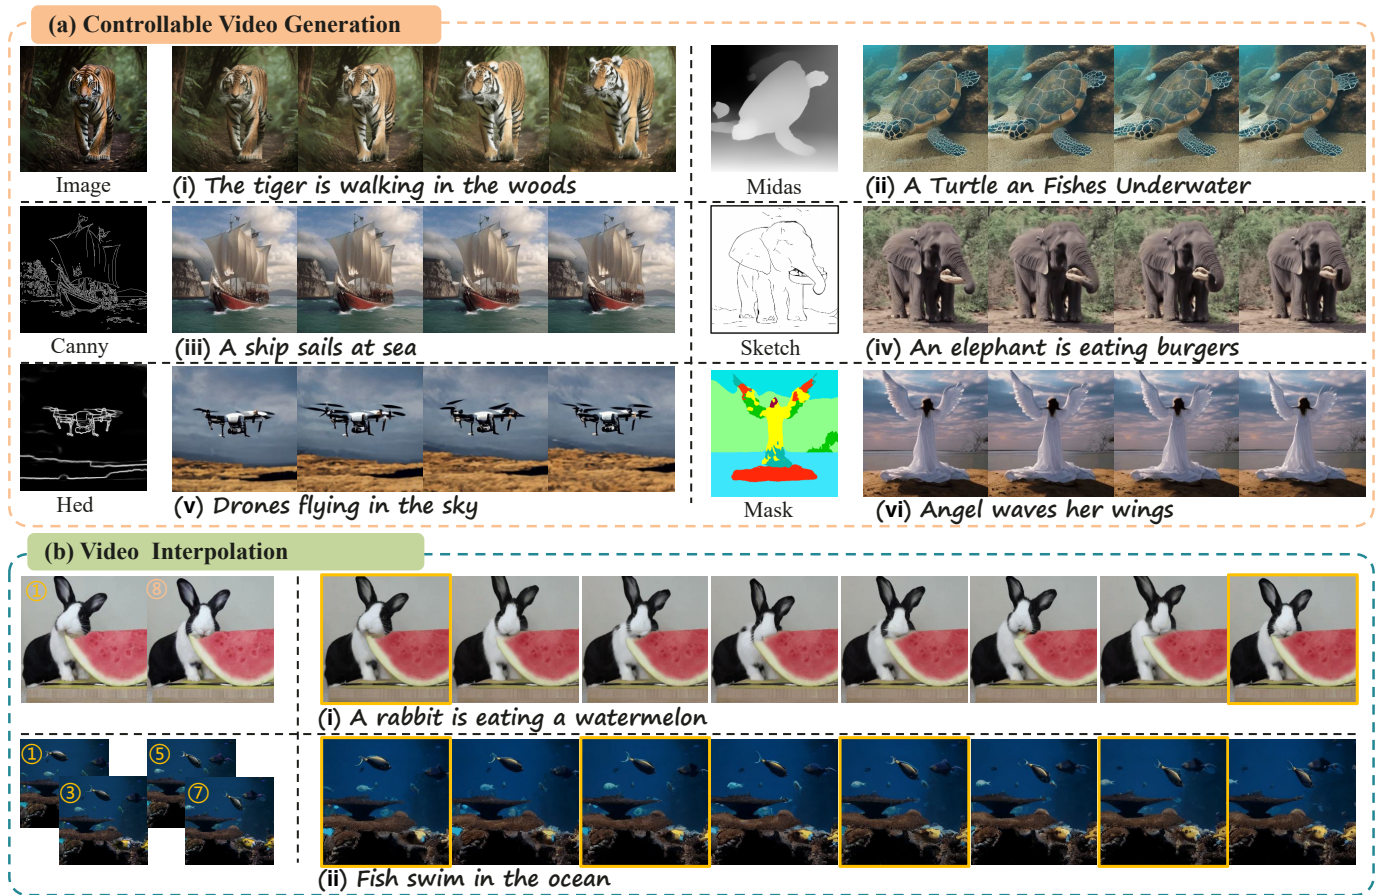 (a) Controllable Video Generation
Image
(i) The tiger is walking in the woods
Midas
(ii) A Turtle an Fishes Underwater
Canny
(iii) A ship sails at sea
Sketch
(iv) An elephant is eating burgers
Hed
(v) Drones flying in the sky
Mask
(vi) Angel waves her wings
(b) Video Interpolation
① ⑧
(i) A rabbit is eating a watermelon
① ⑤
③ ⑦
(ii) Fish swim in the ocean